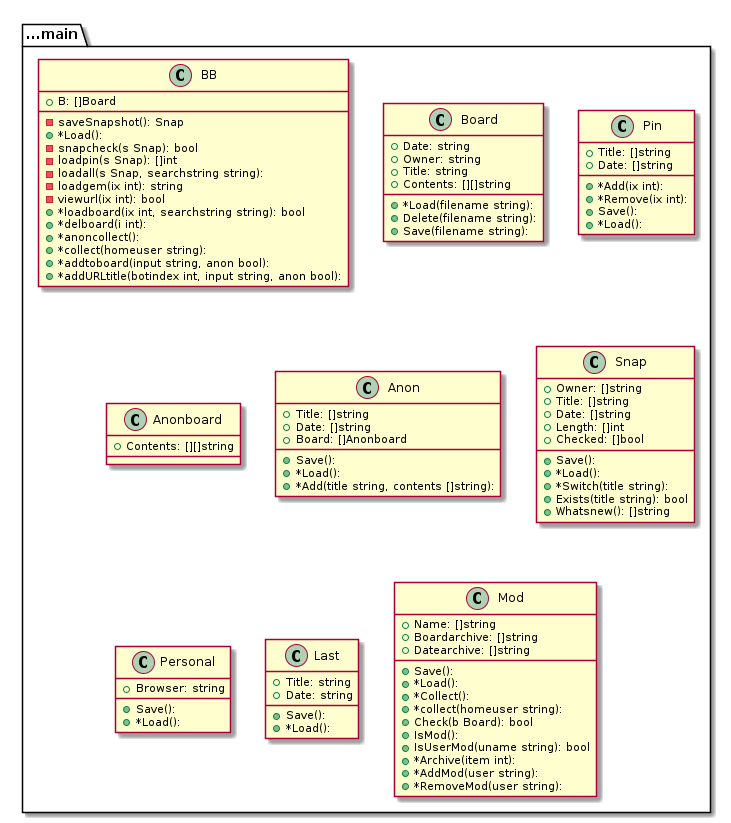 ...main
C BB
B: []Board
saveSnapshot(): Snap
*Load():
snapcheck(s Snap): bool
loadpin(s Snap): []int
loadall(s Snap, searchstring string):
loadgem(ix int): string
viewurl(ix int): bool
*loadboard(ix int, searchstring string): bool
*delboard(i int):
*anoncollect():
*collect(homeuser string):
*addtoboard(input string, anon bool):
*addURLtitle(botindex int, input string, anon bool):
C Board
Date: string
Owner: string
Title: string
Contents: [][]string
*Load(filename string):
Delete(filename string):
Save(filename string):
C Pin
Title: []string
Date: []string
*Add(ix int):
*Remove(ix int):
Save():
*Load():
C Anonboard
Contents: [][]string
C Anon
Title: []string
Date: []string
Board: []Anonboard
Save():
*Load():
*Add(title string, contents []string):
C Snap
Owner: []string
Title: []string
Date: []string
Length: []int
Checked: []bool
Save():
*Load():
*Switch(title string):
Exists(title string): bool
Whatsnew(): []string
C Personal
Browser: string
Save():
*Load():
C Last
Title: string
Date: string
Save():
*Load():
C Mod
Name: []string
Boardarchive: []string
Datearchive: []string
Save():
*Load():
*Collect():
*collect(homeuser string):
Check(b Board): bool
IsMod():
IsUserMod(uname string): bool
*Archive(item int):
*AddMod(user string):
*RemoveMod(user string):